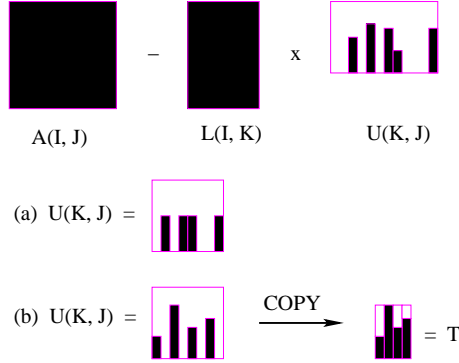 − x
A(I, J) L(I, K) U(K, J)
(a) U(K, J) =
(b) U(K, J) = COPY = T